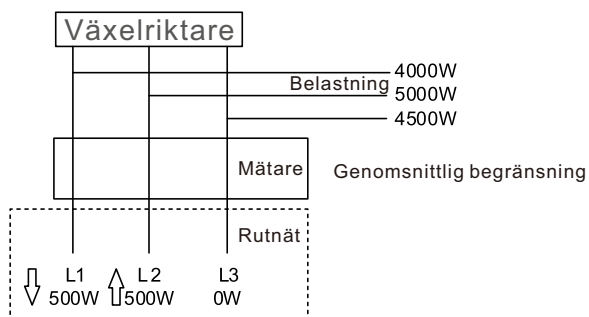 Växelriktare
4000W
Belastning 5000W
4500W
Mätare
Genomsnittlig begränsning
Rutnät
L1 L2 L3
500W 500W 0W